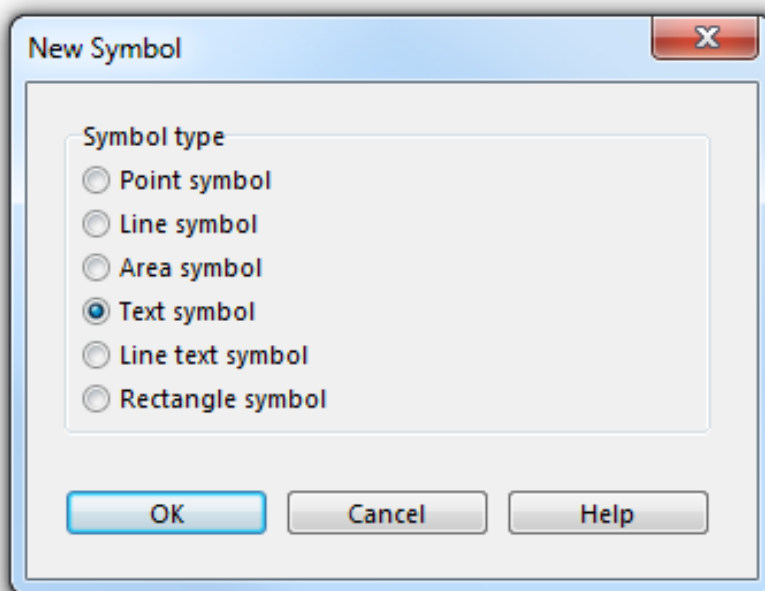 New Symbol
Symbol type
Point symbol
Line symbol
Area symbol
Text symbol
Line text symbol
Rectangle symbol
OK Cancel Help